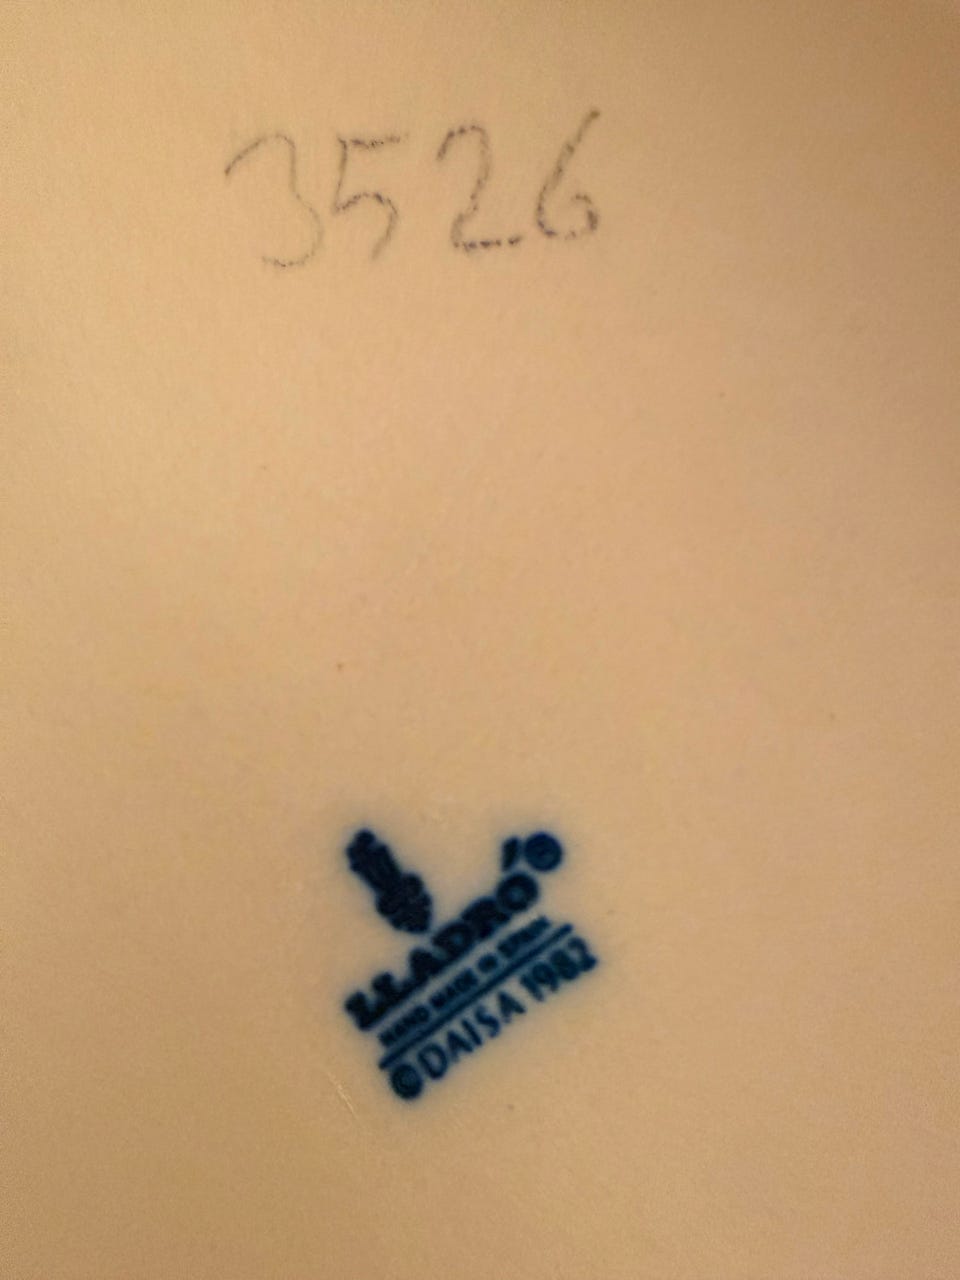 3526
LLADRÓ®
HAND MADE IN SPAIN
© DAISA 1982